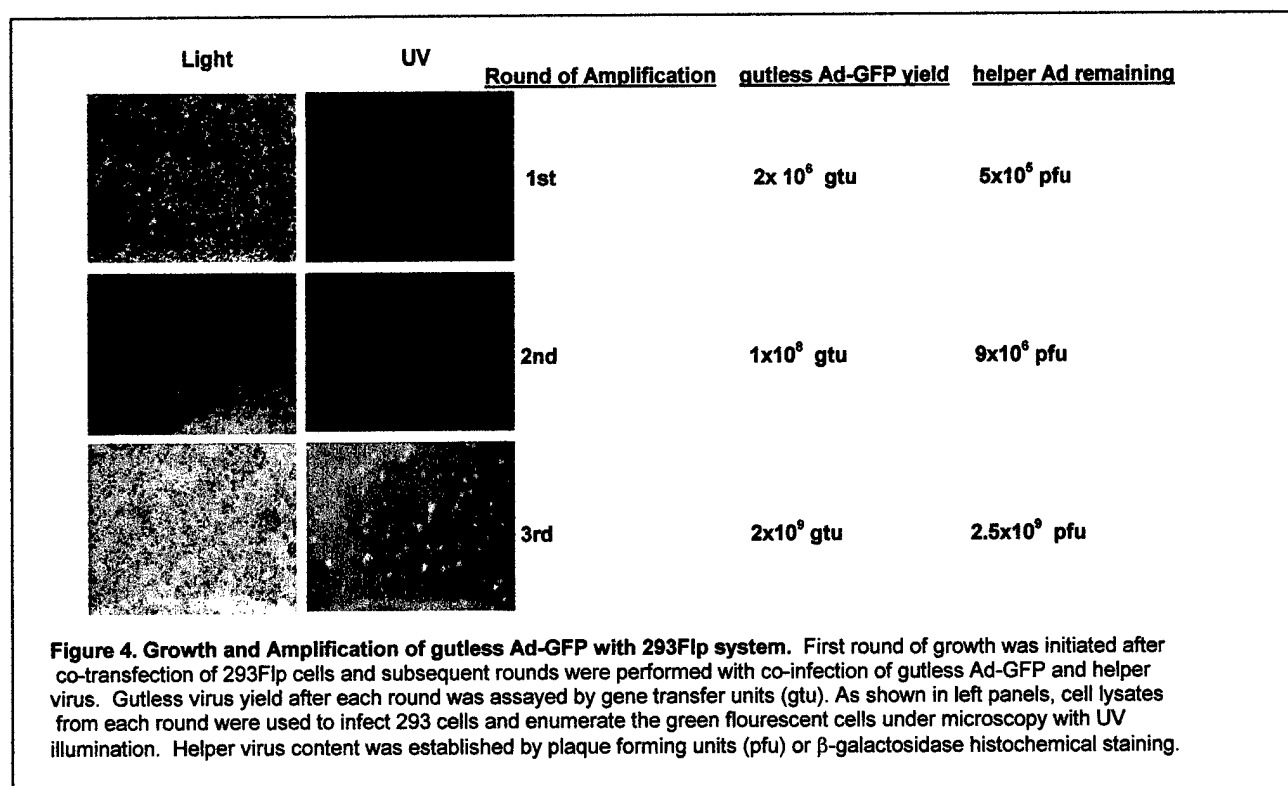 Light UV
Round of Amplification gutless Ad-GFP yield helper Ad remaining
1st 2x 10⁶ gtu 5x10⁵ pfu
2nd 1x10⁸ gtu 9x10⁶ pfu
3rd 2x10⁹ gtu 2.5x10⁹ pfu
Figure 4. Growth and Amplification of gutless Ad-GFP with 293Flp system. First round of growth was initiated after
co-transfection of 293Flp cells and subsequent rounds were performed with co-infection of gutless Ad-GFP and helper
virus. Gutless virus yield after each round was assayed by gene transfer units (gtu). As shown in left panels, cell lysates
from each round were used to infect 293 cells and enumerate the green flourescent cells under microscopy with UV
illumination. Helper virus content was established by plaque forming units (pfu) or β-galactosidase histochemical staining.